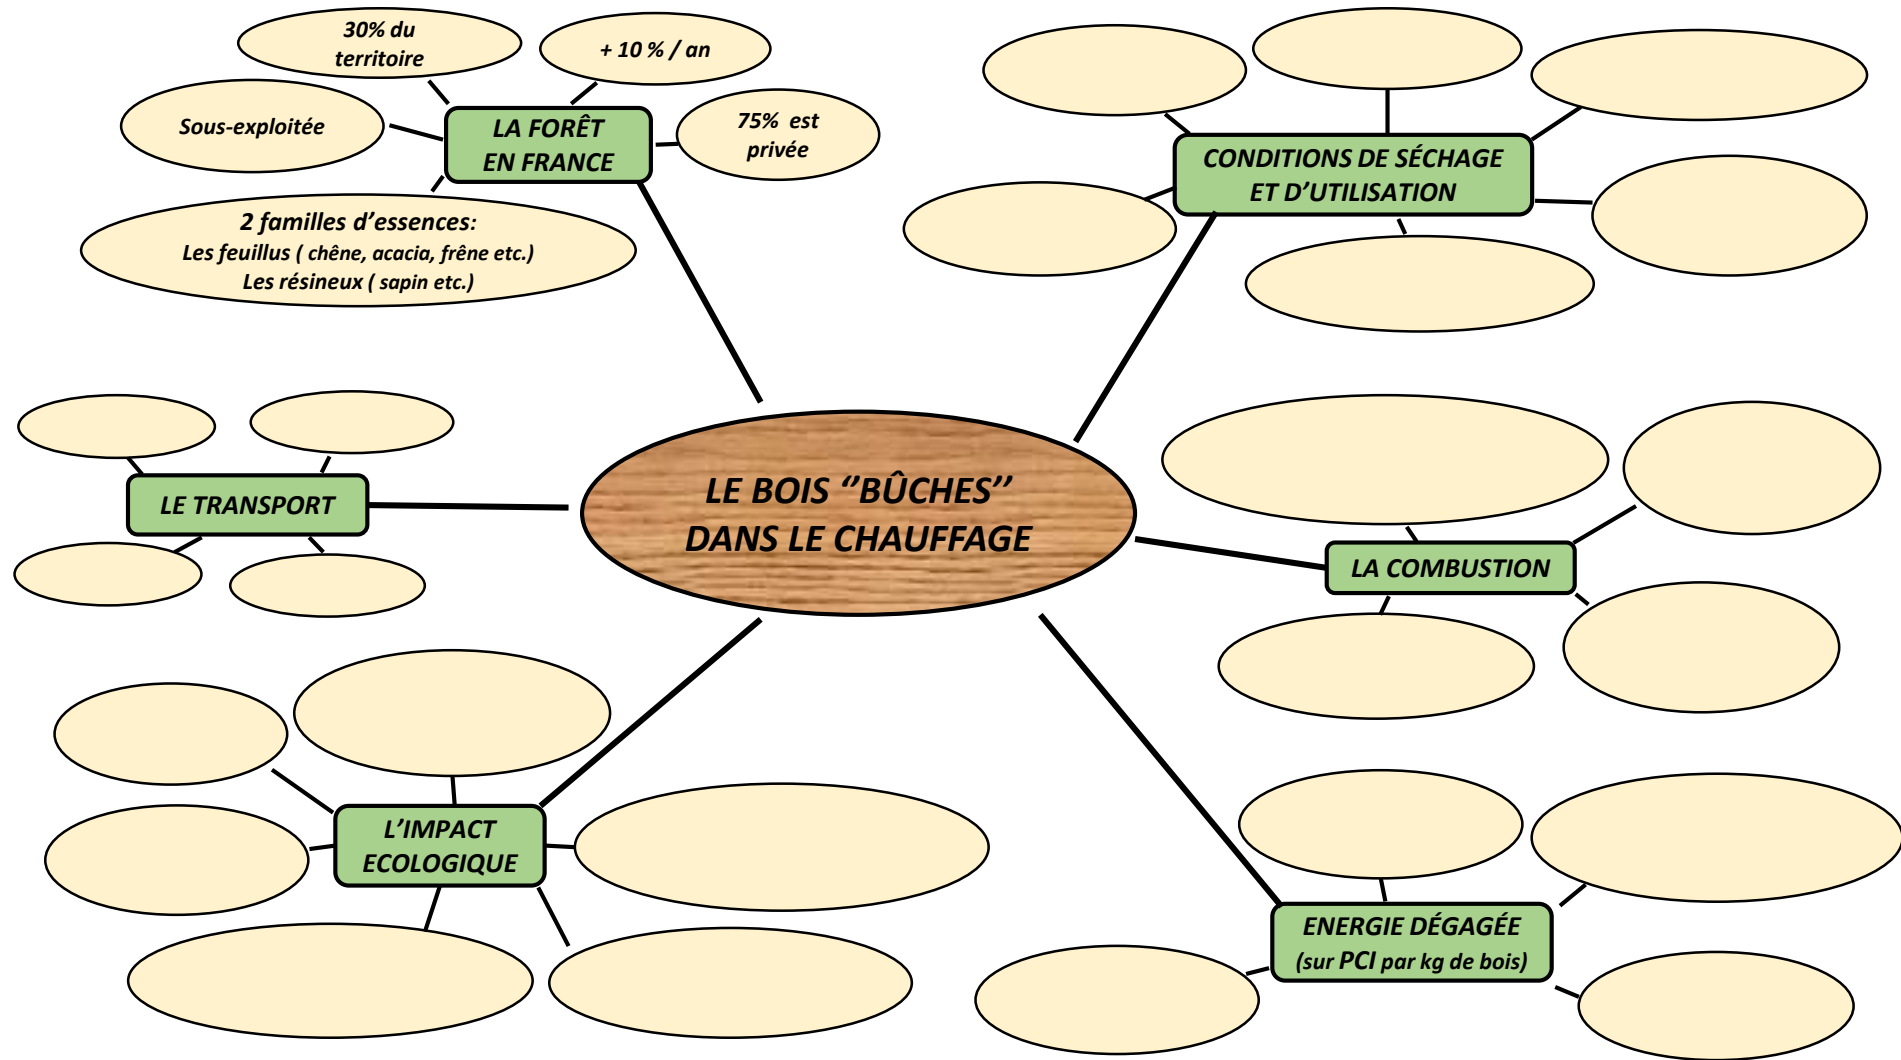 30% du
territoire
+ 10 % / an
Sous-exploitée
75% est
privée
LA FORÊT
EN FRANCE
2 familles d’essences:
Les feuillus ( chêne, acacia, frêne etc.)
Les résineux ( sapin etc.)
CONDITIONS DE SÉCHAGE
ET D’UTILISATION
LE TRANSPORT
LE BOIS ‘’BÛCHES’’
DANS LE CHAUFFAGE
LA COMBUSTION
L’IMPACT
ECOLOGIQUE
ENERGIE DÉGAGÉE
(sur PCI par kg de bois)